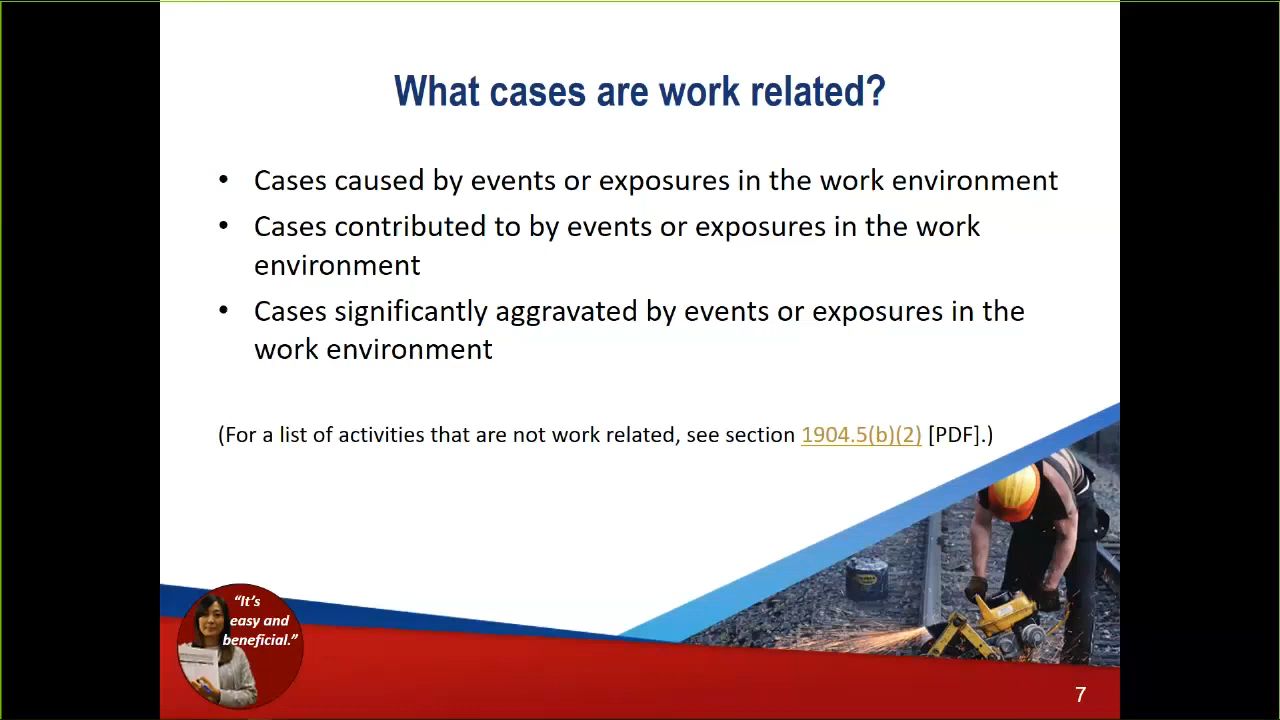 What cases are work related?
• Cases caused by events or exposures in the work environment
• Cases contributed to by events or exposures in the work
environment
• Cases significantly aggravated by events or exposures in the
work environment
(For a list of activities that are not work related, see section 1904.5(b)(2) [PDF].)
“It’s
easy and
beneficial.”
7